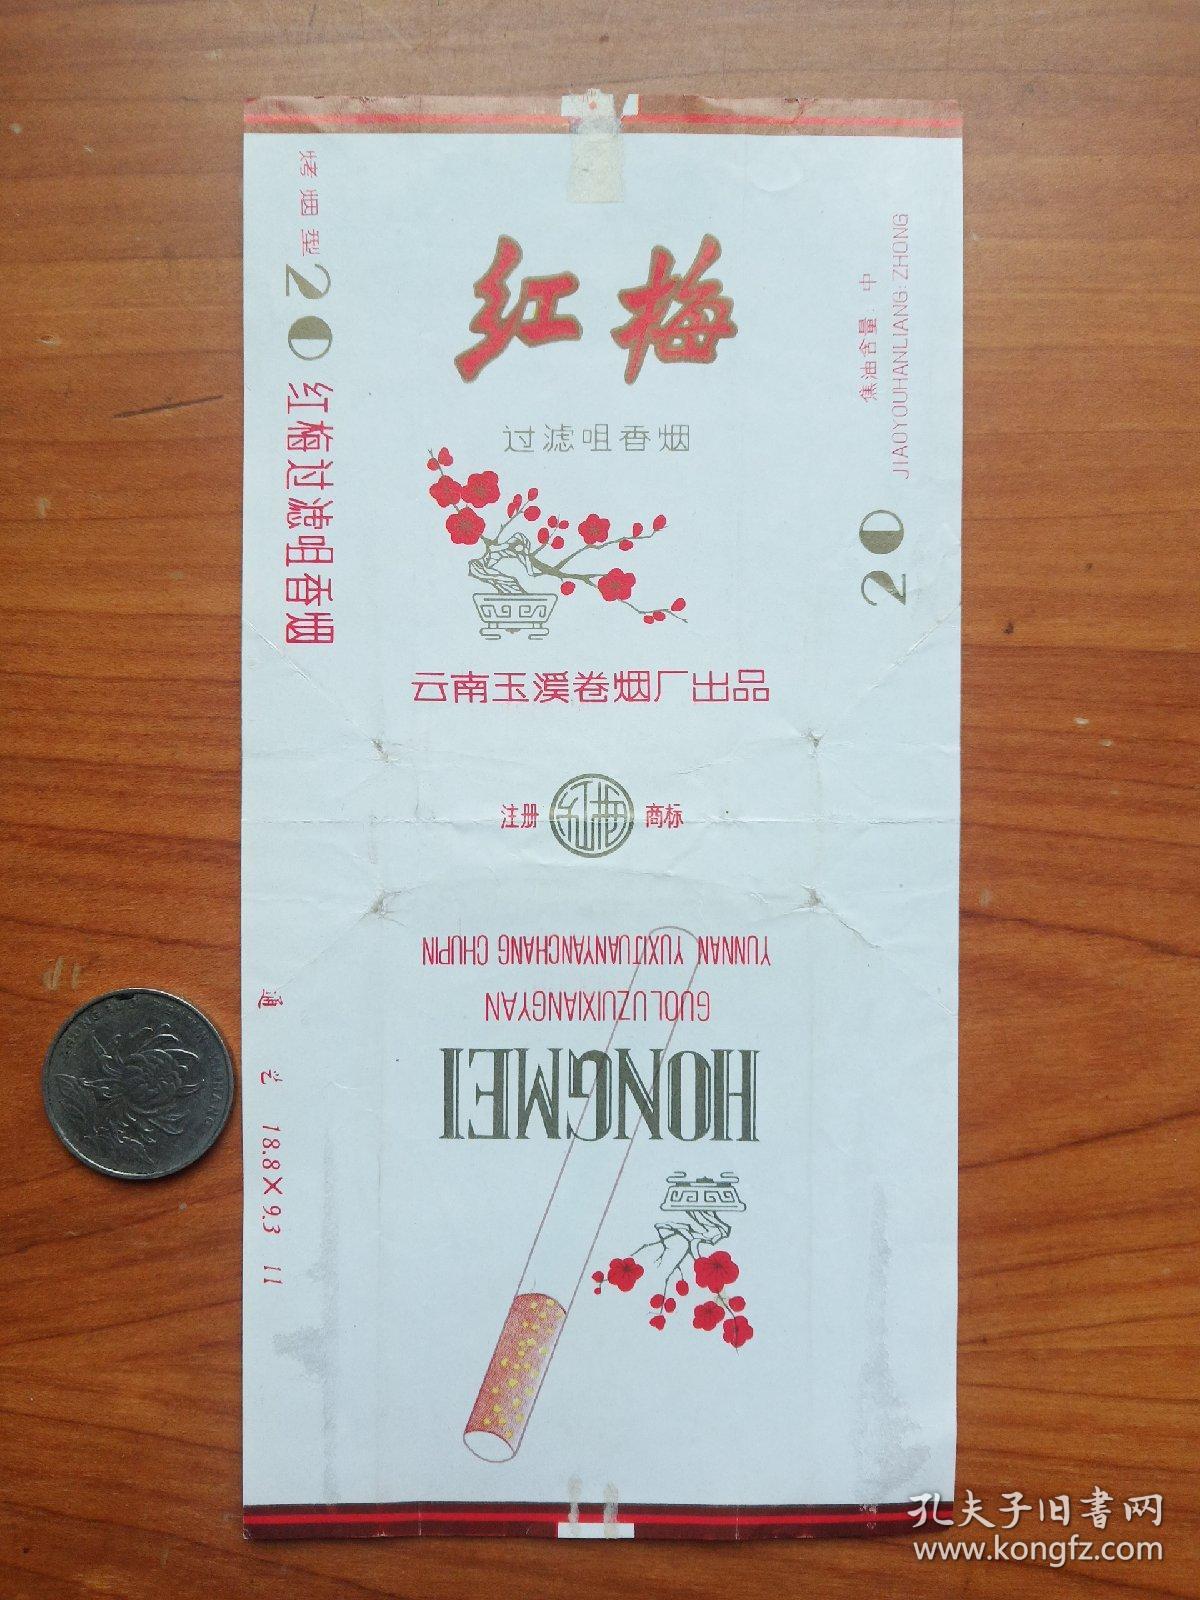 红梅
过滤咀香烟
云南玉溪卷烟厂出品
注册 红梅 商标
YUNNAN YUXIJUANYANCHANG CHUPIN
GUOLUZUIXIANGYAN
HONGMEI
烤烟型
20
红梅过滤咀香烟
焦油含量:中
JIAOYOUHANLIANG:ZHONG
20
18.8×9.3 11
孔夫子旧書网
www.kongfz.com